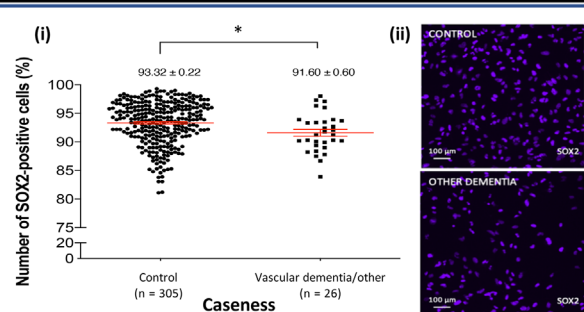 (i)
*
93.32 ± 0.22
91.60 ± 0.60
Number of SOX2-positive cells (%)
100
95
90
85
80
75
20
0
Control
(n = 305)
Vascular dementia/other
(n = 26)
Caseness
(ii)
CONTROL
100 µm
SOX2
OTHER DEMENTIA
100 µm
SOX2